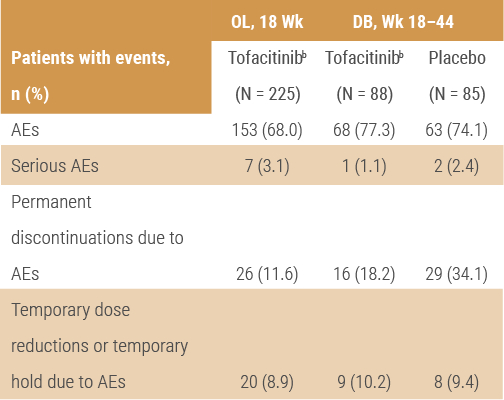 OL, 18 Wk DB, Wk 18–44
Patients with events, Tofacitinibᵇ Tofacitinibᵇ Placebo
n (%) (N = 225) (N = 88) (N = 85)
AEs 153 (68.0) 68 (77.3) 63 (74.1)
Serious AEs 7 (3.1) 1 (1.1) 2 (2.4)
Permanent
discontinuations due to
AEs 26 (11.6) 16 (18.2) 29 (34.1)
Temporary dose
reductions or temporary
hold due to AEs 20 (8.9) 9 (10.2) 8 (9.4)